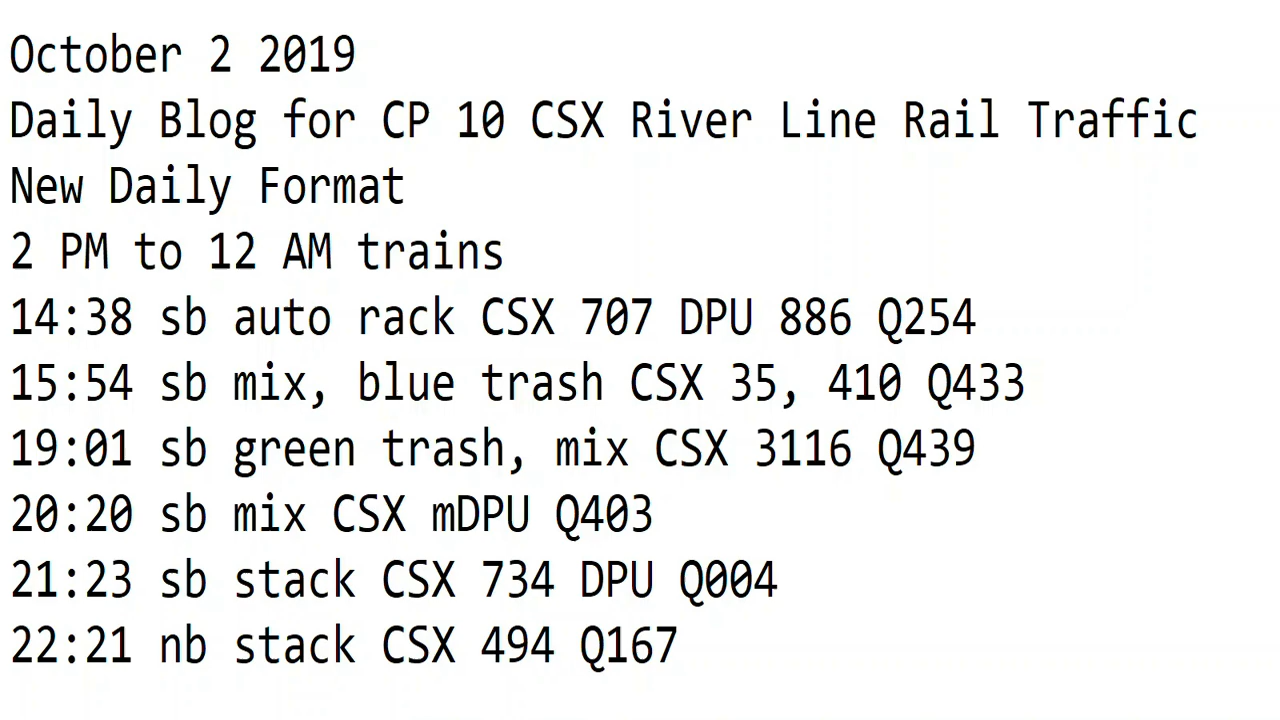 October 2 2019
Daily Blog for CP 10 CSX River Line Rail Traffic
New Daily Format
2 PM to 12 AM trains
14:38 sb auto rack CSX 707 DPU 886 Q254
15:54 sb mix, blue trash CSX 35, 410 Q433
19:01 sb green trash, mix CSX 3116 Q439
20:20 sb mix CSX mDPU Q403
21:23 sb stack CSX 734 DPU Q004
22:21 nb stack CSX 494 Q167